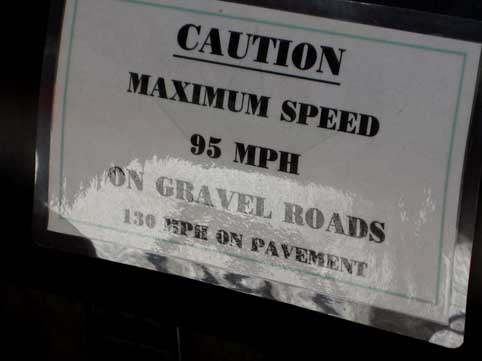 CAUTION
MAXIMUM SPEED
95 MPH
ON GRAVEL ROADS
130 MPH ON PAVEMENT